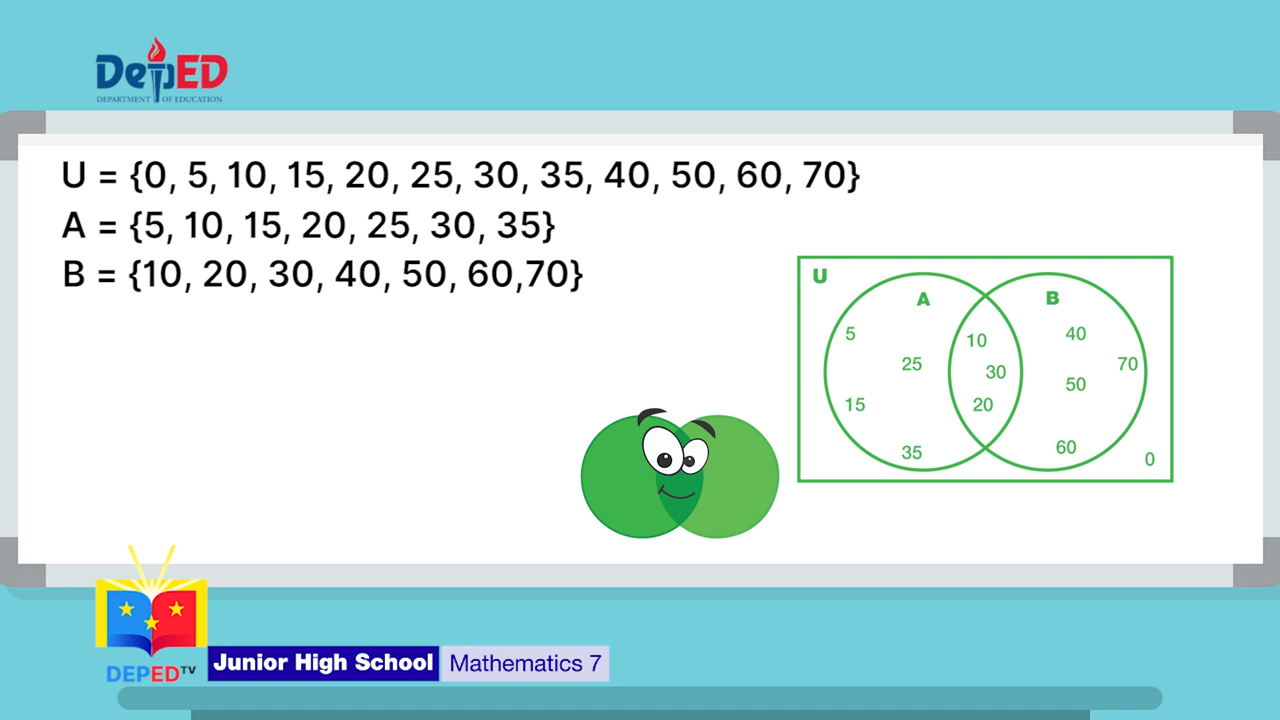 DepED
DEPARTMENT OF EDUCATION
U = {0, 5, 10, 15, 20, 25, 30, 35, 40, 50, 60, 70}
A = {5, 10, 15, 20, 25, 30, 35}
B = {10, 20, 30, 40, 50, 60,70}
U
A B
5 10 40
25 30 70
50
15 20
35 60 0
DEPED TV
Junior High School Mathematics 7